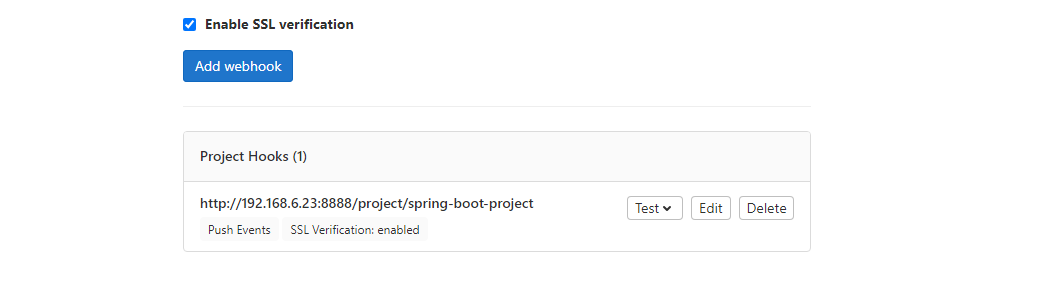 Enable SSL verification
Add webhook
Project Hooks (1)
http://192.168.6.23:8888/project/spring-boot-project
Test Edit Delete
Push Events SSL Verification: enabled